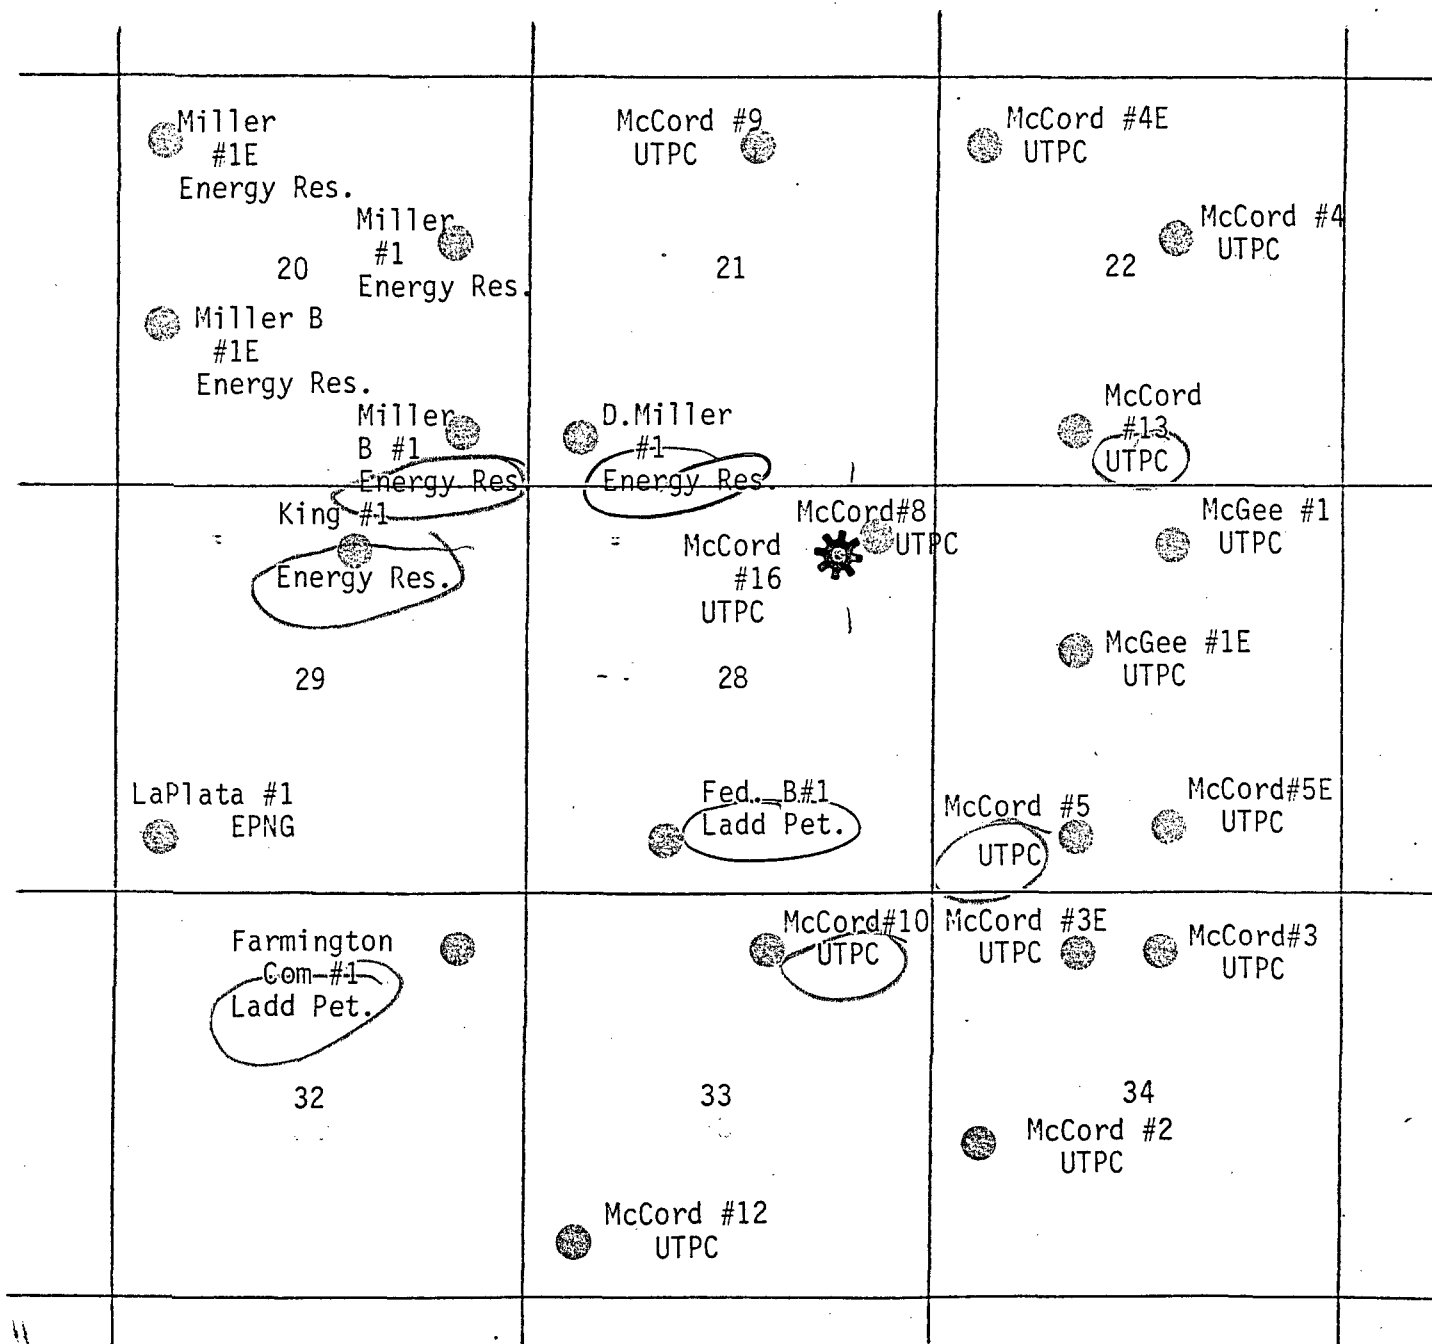 Miller
#1E
Energy Res.
Miller
#1
Energy Res.
20
Miller B
#1E
Energy Res.
Miller
B #1
Energy Res.
McCord #9
UTPC
21
D.Miller
#1
Energy Res.
McCord #4E
UTPC
McCord #4
UTPC
22
McCord
#13
UTPC
King #1
Energy Res.
29
LaPlata #1
EPNG
McCord#8
UTPC
McCord
#16
UTPC
28
Fed. B#1
Ladd Pet.
McGee #1
UTPC
McGee #1E
UTPC
McCord #5
UTPC
McCord#5E
UTPC
Farmington
Com #1
Ladd Pet.
32
McCord#10
UTPC
33
McCord #12
UTPC
McCord #3E
UTPC
McCord#3
UTPC
34
McCord #2
UTPC